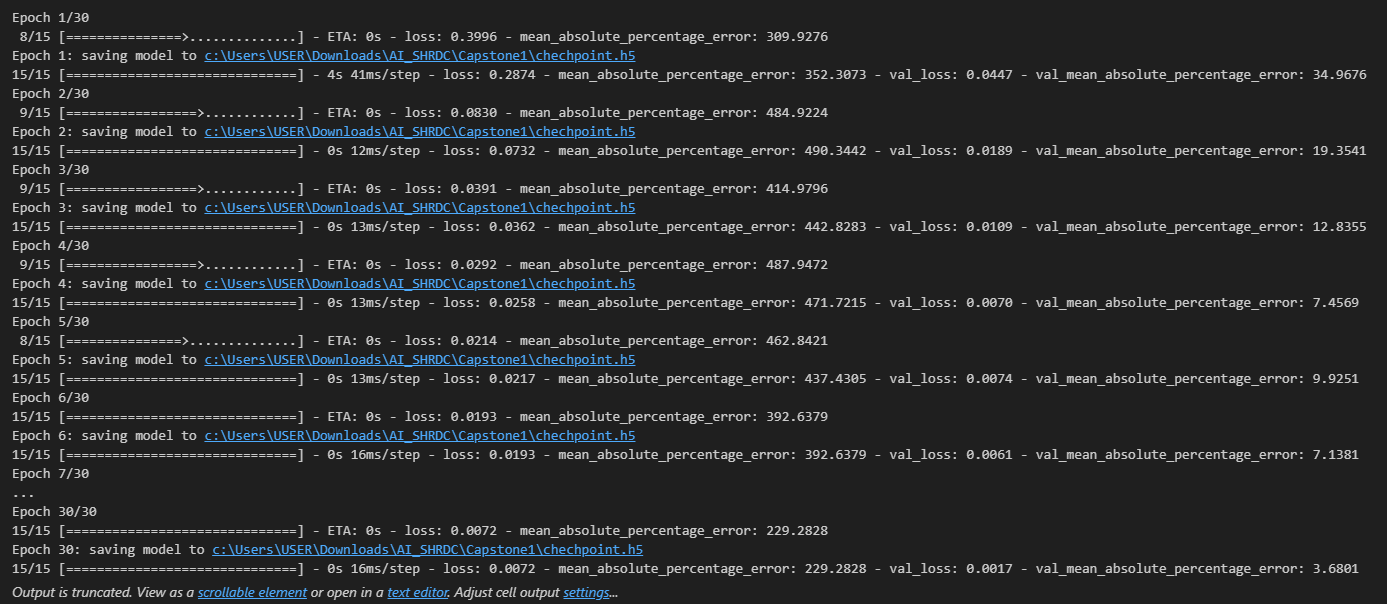 Epoch 1/30
 8/15 [===============>..............] - ETA: 0s - loss: 0.3996 - mean_absolute_percentage_error: 309.9276
Epoch 1: saving model to c:\Users\USER\Downloads\AI_SHRDC\Capstone1\chechpoint.h5
15/15 [==============================] - 4s 41ms/step - loss: 0.2874 - mean_absolute_percentage_error: 352.3073 - val_loss: 0.0447 - val_mean_absolute_percentage_error: 34.9676
Epoch 2/30
 9/15 [=================>............] - ETA: 0s - loss: 0.0830 - mean_absolute_percentage_error: 484.9224
Epoch 2: saving model to c:\Users\USER\Downloads\AI_SHRDC\Capstone1\chechpoint.h5
15/15 [==============================] - 0s 12ms/step - loss: 0.0732 - mean_absolute_percentage_error: 490.3442 - val_loss: 0.0189 - val_mean_absolute_percentage_error: 19.3541
Epoch 3/30
 9/15 [=================>............] - ETA: 0s - loss: 0.0391 - mean_absolute_percentage_error: 414.9796
Epoch 3: saving model to c:\Users\USER\Downloads\AI_SHRDC\Capstone1\chechpoint.h5
15/15 [==============================] - 0s 13ms/step - loss: 0.0362 - mean_absolute_percentage_error: 442.8283 - val_loss: 0.0109 - val_mean_absolute_percentage_error: 12.8355
Epoch 4/30
 9/15 [=================>............] - ETA: 0s - loss: 0.0292 - mean_absolute_percentage_error: 487.9472
Epoch 4: saving model to c:\Users\USER\Downloads\AI_SHRDC\Capstone1\chechpoint.h5
15/15 [==============================] - 0s 13ms/step - loss: 0.0258 - mean_absolute_percentage_error: 471.7215 - val_loss: 0.0070 - val_mean_absolute_percentage_error: 7.4569
Epoch 5/30
 8/15 [===============>..............] - ETA: 0s - loss: 0.0214 - mean_absolute_percentage_error: 462.8421
Epoch 5: saving model to c:\Users\USER\Downloads\AI_SHRDC\Capstone1\chechpoint.h5
15/15 [==============================] - 0s 13ms/step - loss: 0.0217 - mean_absolute_percentage_error: 437.4305 - val_loss: 0.0074 - val_mean_absolute_percentage_error: 9.9251
Epoch 6/30
15/15 [==============================] - ETA: 0s - loss: 0.0193 - mean_absolute_percentage_error: 392.6379
Epoch 6: saving model to c:\Users\USER\Downloads\AI_SHRDC\Capstone1\chechpoint.h5
15/15 [==============================] - 0s 16ms/step - loss: 0.0193 - mean_absolute_percentage_error: 392.6379 - val_loss: 0.0061 - val_mean_absolute_percentage_error: 7.1381
Epoch 7/30
...
Epoch 30/30
15/15 [==============================] - ETA: 0s - loss: 0.0072 - mean_absolute_percentage_error: 229.2828
Epoch 30: saving model to c:\Users\USER\Downloads\AI_SHRDC\Capstone1\chechpoint.h5
15/15 [==============================] - 0s 16ms/step - loss: 0.0072 - mean_absolute_percentage_error: 229.2828 - val_loss: 0.0017 - val_mean_absolute_percentage_error: 3.6801
Output is truncated. View as a scrollable element or open in a text editor. Adjust cell output settings...